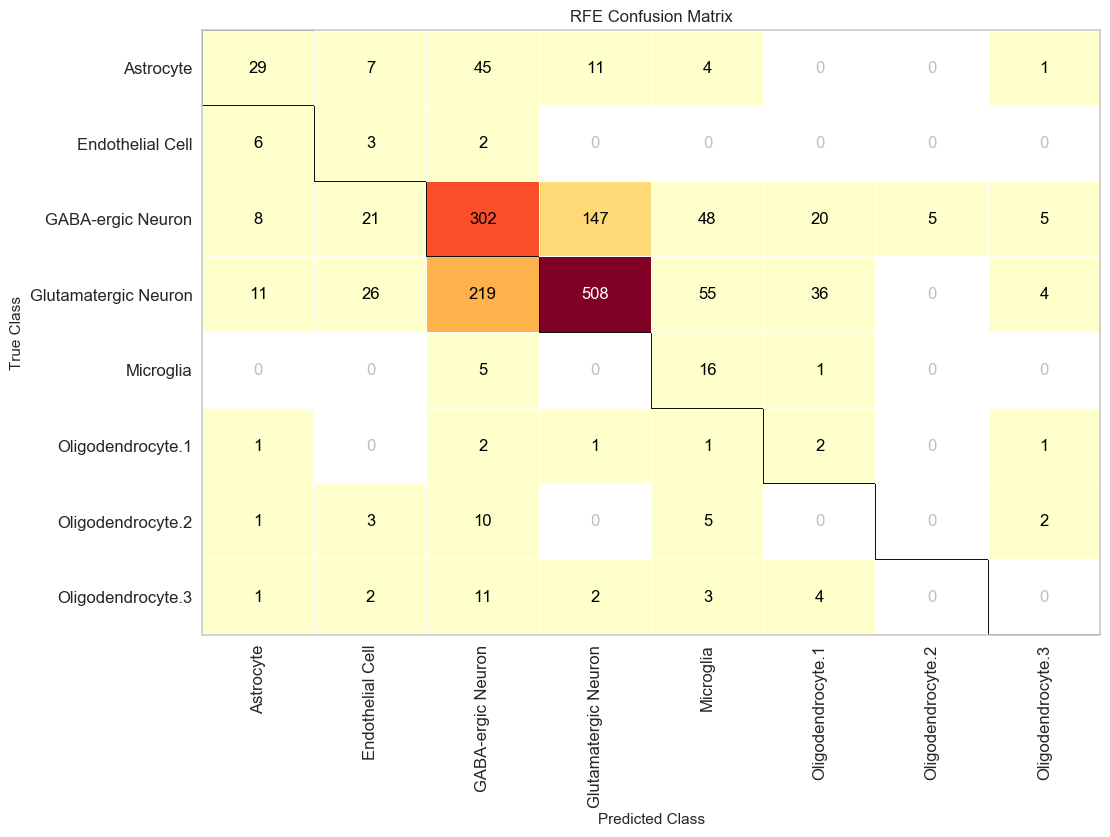 RFE Confusion Matrix
True Class
Astrocyte 29 7 45 11 4 0 0 1
Endothelial Cell 6 3 2 0 0 0 0 0
GABA-ergic Neuron 8 21 302 147 48 20 5 5
Glutamatergic Neuron 11 26 219 508 55 36 0 4
Microglia 0 0 5 0 16 1 0 0
Oligodendrocyte.1 1 0 2 1 1 2 0 1
Oligodendrocyte.2 1 3 10 0 5 0 0 2
Oligodendrocyte.3 1 2 11 2 3 4 0 0
Astrocyte
Endothelial Cell
GABA-ergic Neuron
Glutamatergic Neuron
Microglia
Oligodendrocyte.1
Oligodendrocyte.2
Oligodendrocyte.3
Predicted Class